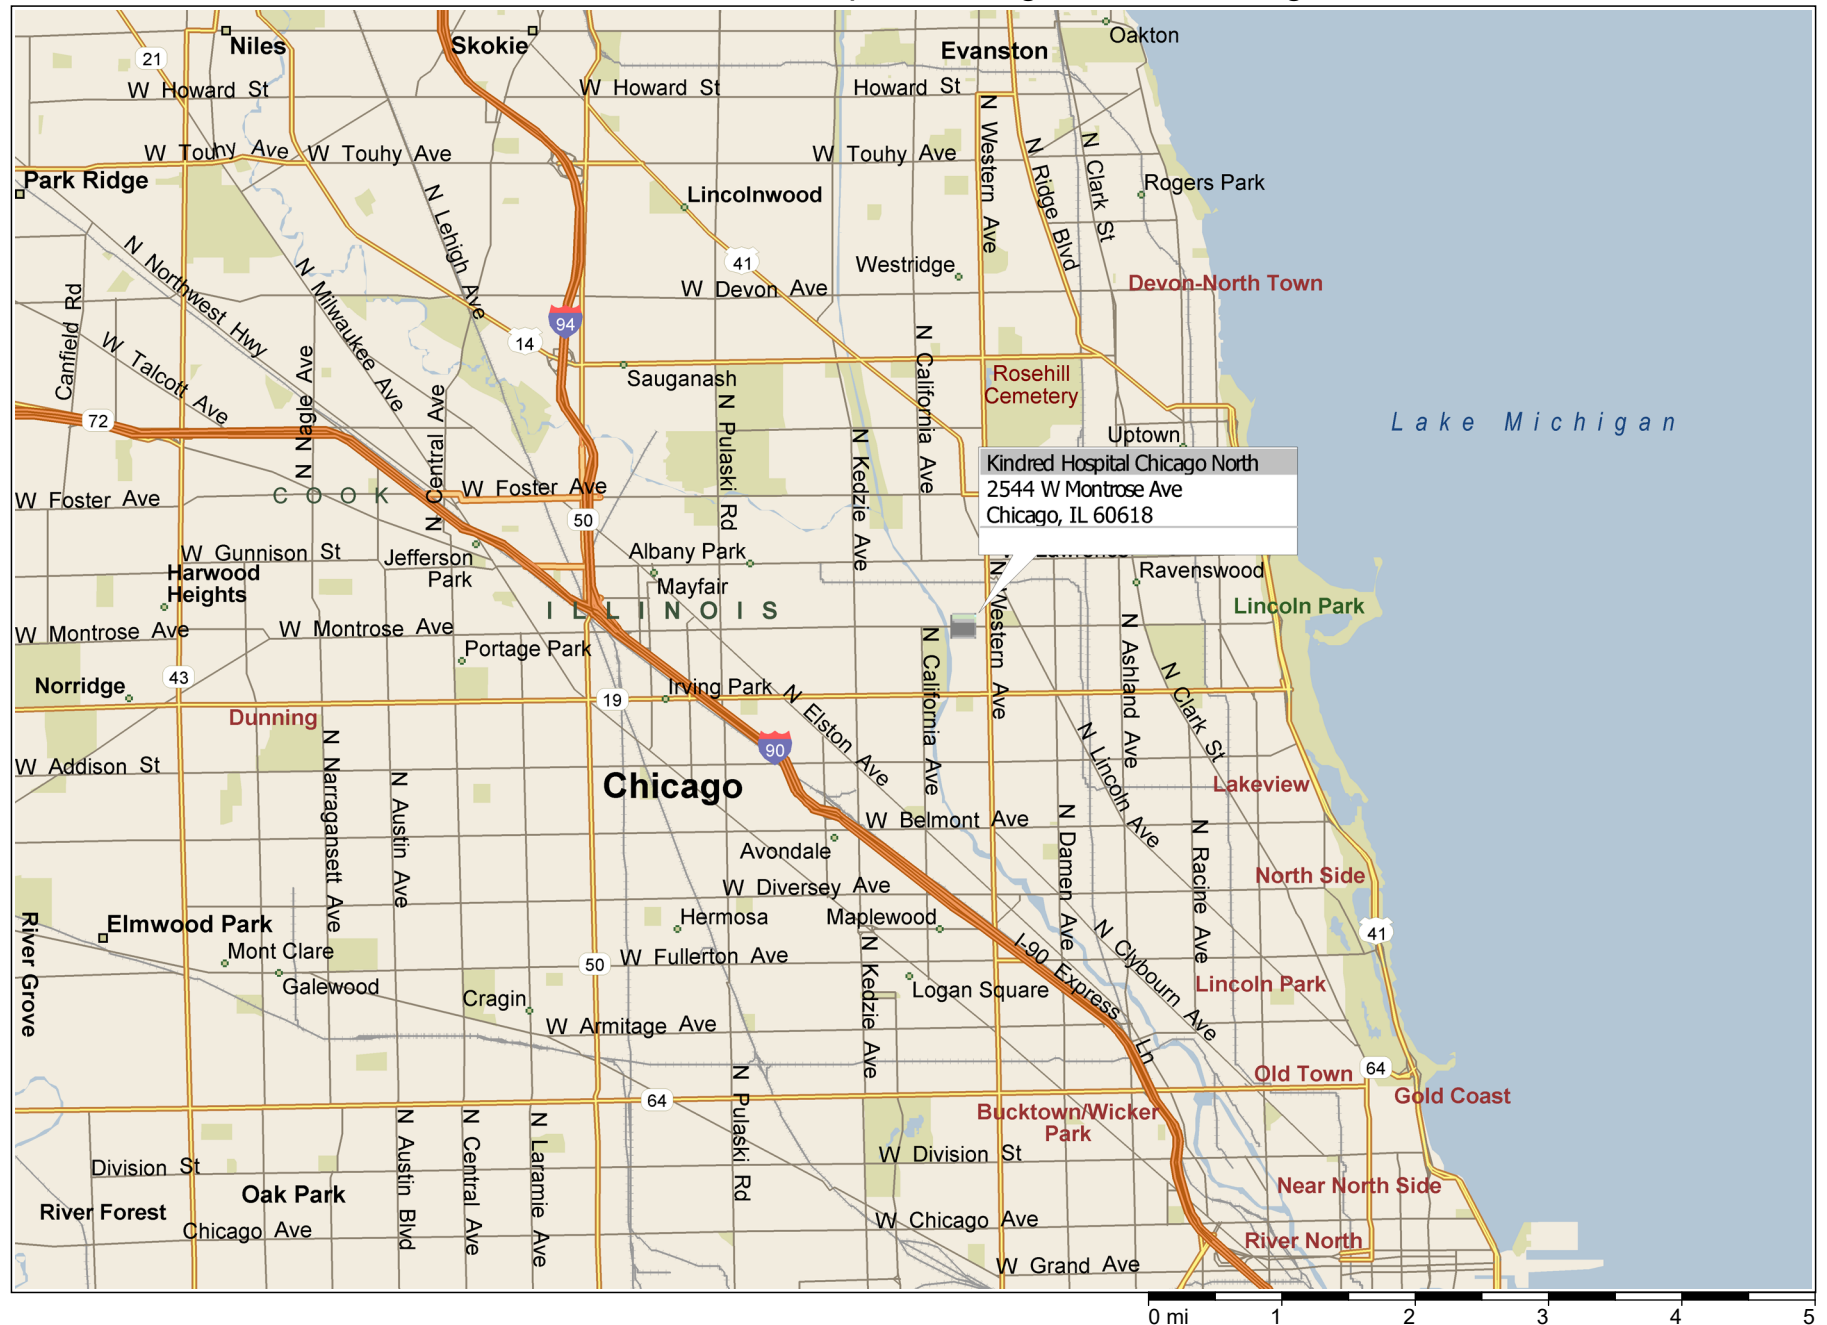 Oakton
Niles
Skokie
Evanston
21
W Howard St
W Howard St
Howard St
N Western Ave
W Touhy Ave
W Touhy Ave
W Touhy Ave
N Ridge Blvd
N Clark St
Park Ridge
Rogers Park
Lincolnwood
N Lehigh Ave
N Northwest Hwy
N Milwaukee Ave
41
Westridge
Devon-North Town
W Devon Ave
Canfield Rd
94
14
W Talcott Ave
N Nagle Ave
N Central Ave
Sauganash
N California Ave
Rosehill
Cemetery
N Pulaski Rd
72
Lake Michigan
N Kedzie Ave
Uptown
Kindred Hospital Chicago North
2544 W Montrose Ave
Chicago, IL 60618
W Foster Ave
COOK
W Foster Ave
50
W Gunnison St
Jefferson
Park
Albany Park
Mayfair
Ravenswood
Harwood
Heights
ILLINOIS
Lincoln Park
N Western Ave
W Montrose Ave
W Montrose Ave
N California Ave
N Ashland Ave
Portage Park
N Clark St
43
Norridge
19
Irving Park
N Elston Ave
Dunning
N Narragansett Ave
N Lincoln Ave
90
W Addison St
N Austin Ave
Chicago
Lakeview
W Belmont Ave
N Damen Ave
N Racine Ave
Avondale
W Diversey Ave
North Side
River Grove
Elmwood Park
Hermosa
Maplewood
N Clybourn Ave
41
Mont Clare
I-90 Express Ln
50
W Fullerton Ave
N Kedzie Ave
Galewood
Cragin
Logan Square
Lincoln Park
W Armitage Ave
N Pulaski Rd
Old Town
64
64
Gold Coast
Bucktown/Wicker
Park
N Austin Blvd
N Central Ave
N Laramie Ave
Division St
W Division St
Oak Park
Near North Side
River Forest
Chicago Ave
W Chicago Ave
River North
W Grand Ave
0 mi 1 2 3 4 5